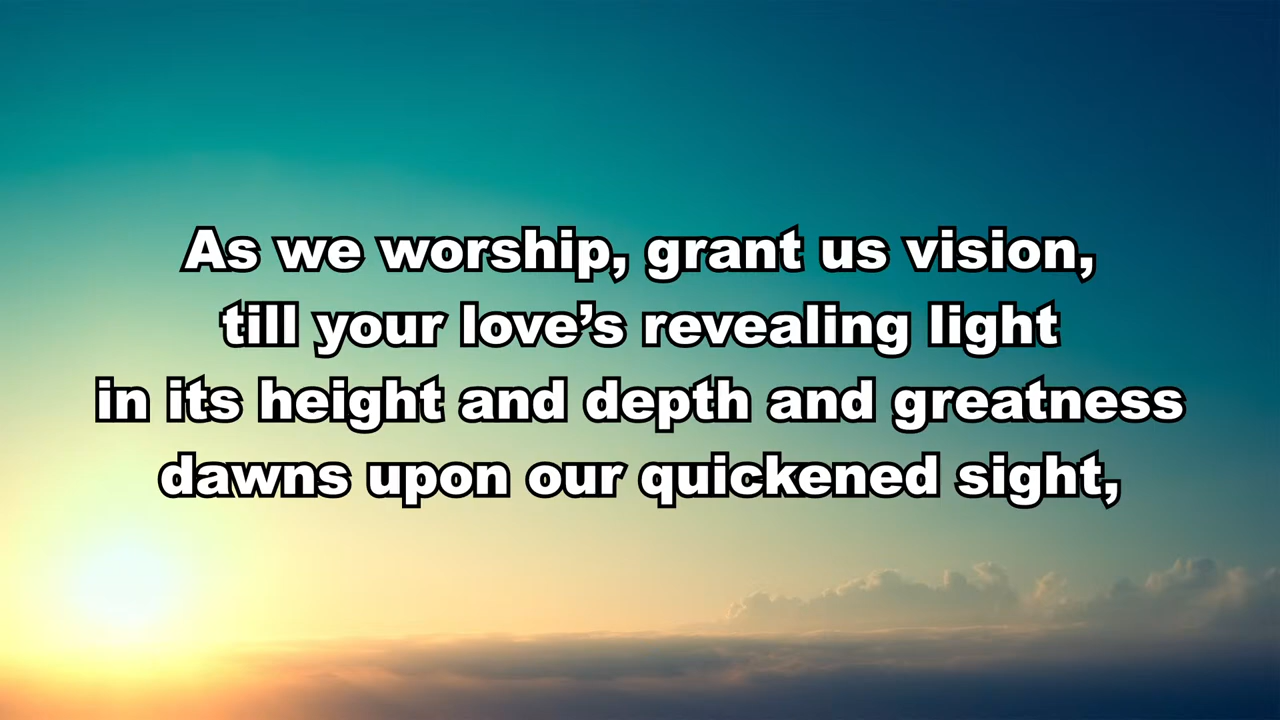 As we worship, grant us vision,
till your love’s revealing light
in its height and depth and greatness
dawns upon our quickened sight,